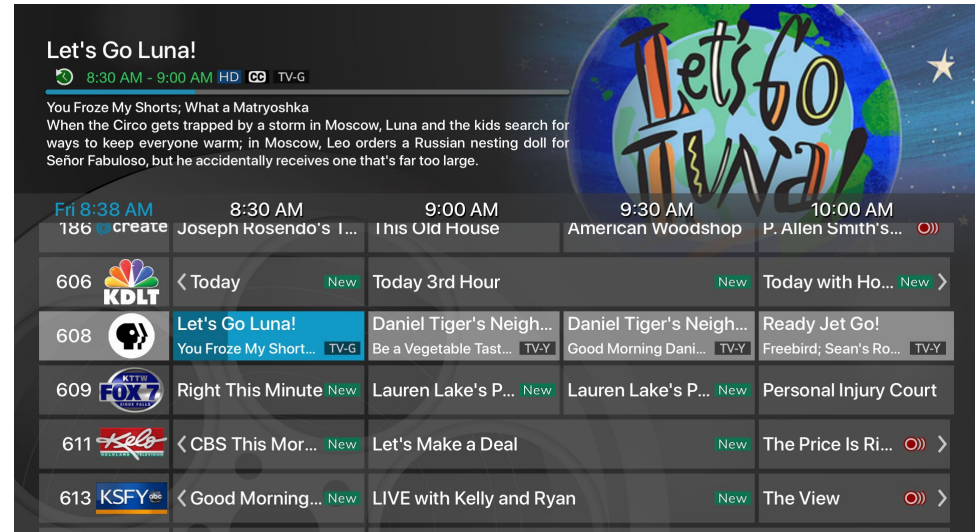 Let's Go Luna!
8:30 AM - 9:00 AM HD CC TV-G
You Froze My Shorts; What a Matryoshka
When the Circo gets trapped by a storm in Moscow, Luna and the kids search for
ways to keep everyone warm; in Moscow, Leo orders a Russian nesting doll for
Señor Fabuloso, but he accidentally receives one that's far too large.
Let's
Go
Luna!
Fri 8:38 AM 8:30 AM 9:00 AM 9:30 AM 10:00 AM
186 create Joseph Rosendo's T... This Old House American Woodshop P. Allen Smith's...
606 KDLT Today New Today 3rd Hour New Today with Ho... New
608 Let's Go Luna! Daniel Tiger's Neigh... Daniel Tiger's Neigh... Ready Jet Go!
You Froze My Short... TV-G Be a Vegetable Tast... TV-Y Good Morning Dani... TV-Y Freebird; Sean's Ro... TV-Y
609 KTTW FOX 7 SIOUX FALLS Right This Minute New Lauren Lake's P... New Lauren Lake's P... New Personal Injury Court
611 Kelo KELOLAND TELEVISION CBS This Mor... New Let's Make a Deal New The Price Is Ri...
613 KSFY abc Good Morning... New LIVE with Kelly and Ryan New The View